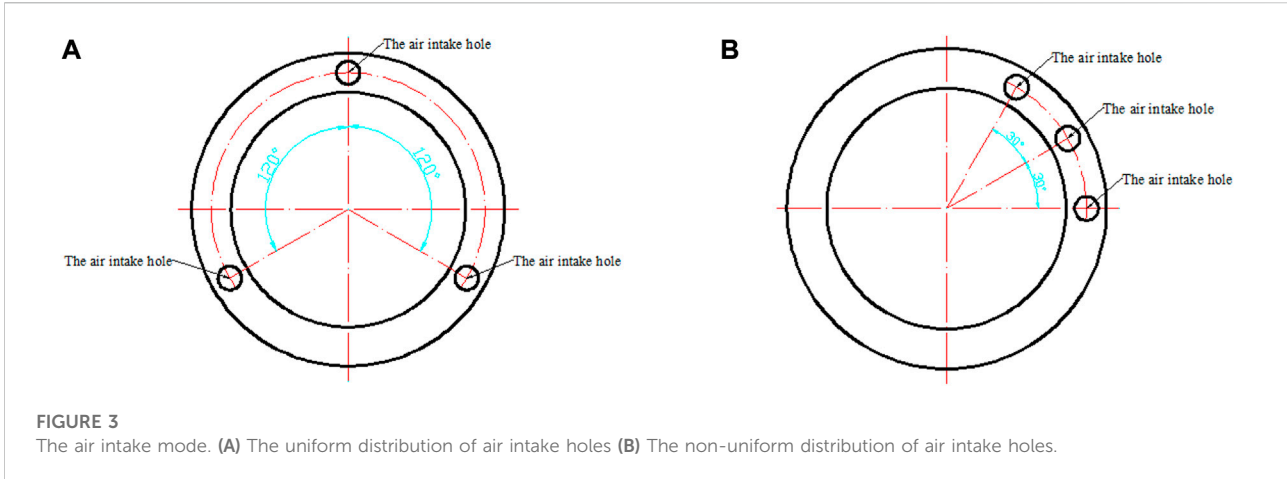 A
The air intake hole
120°
120°
The air intake hole
The air intake hole
B
The air intake hole
The air intake hole
30°
30°
The air intake hole
FIGURE 3
The air intake mode. (A) The uniform distribution of air intake holes (B) The non-uniform distribution of air intake holes.